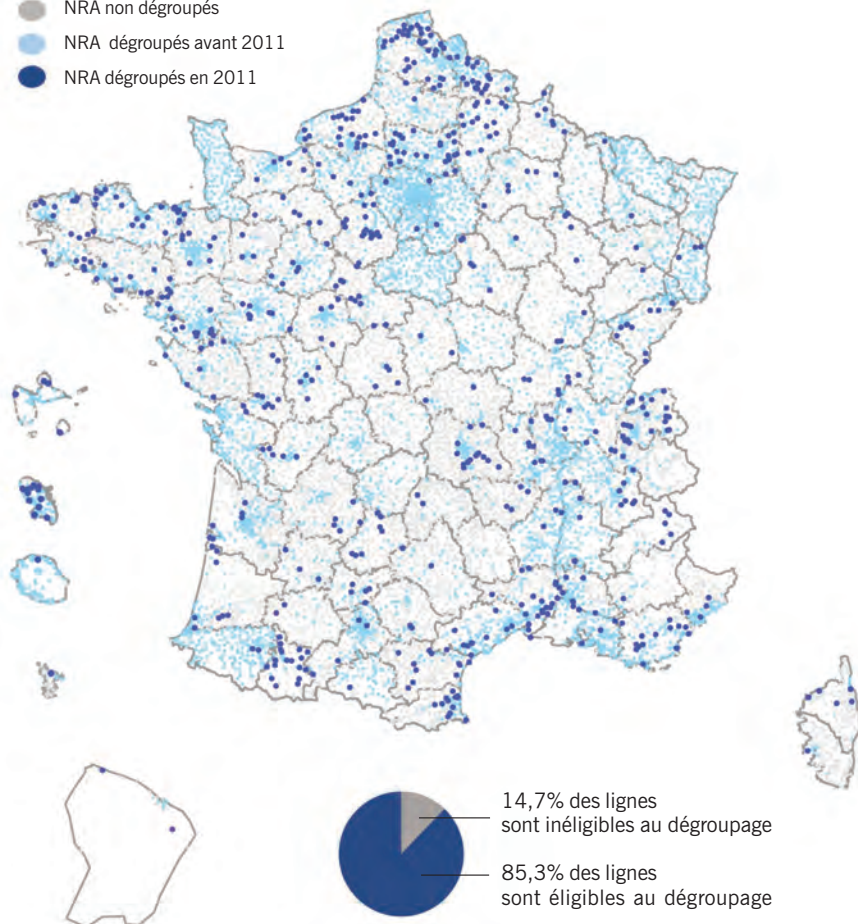 NRA non dégroupés
NRA dégroupés avant 2011
NRA dégroupés en 2011
14,7% des lignes
sont inéligibles au dégroupage
85,3% des lignes
sont éligibles au dégroupage